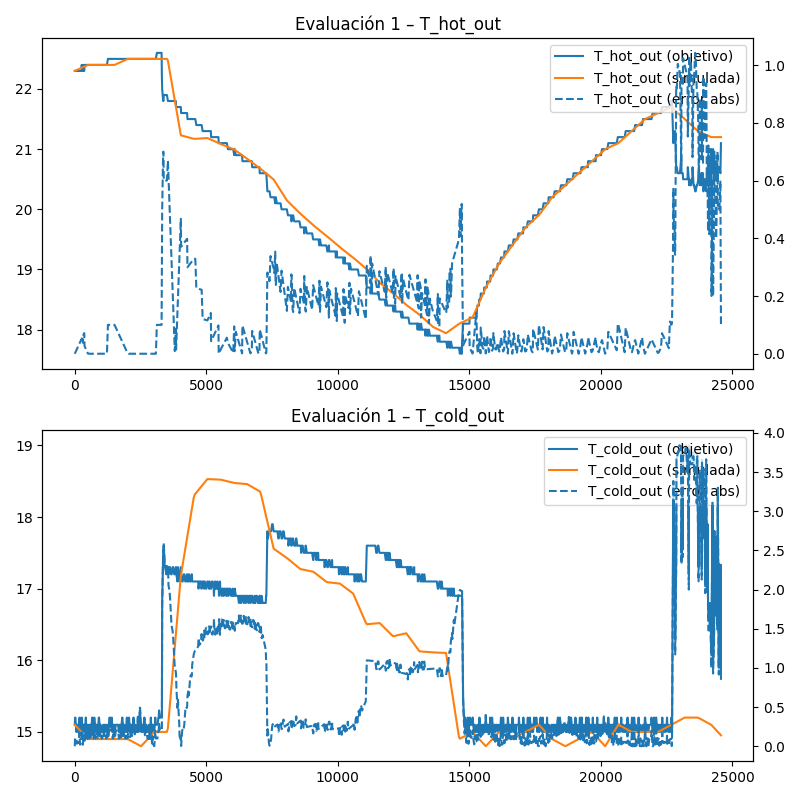 Evaluación 1 – T_hot_out
T_hot_out (objetivo)
T_hot_out (simulada)
T_hot_out (error abs)
22
21
20
19
18
1.0
0.8
0.6
0.4
0.2
0.0
0 5000 10000 15000 20000 25000
Evaluación 1 – T_cold_out
T_cold_out (objetivo)
T_cold_out (simulada)
T_cold_out (error abs)
19
18
17
16
15
4.0
3.5
3.0
2.5
2.0
1.5
1.0
0.5
0.0
0 5000 10000 15000 20000 25000